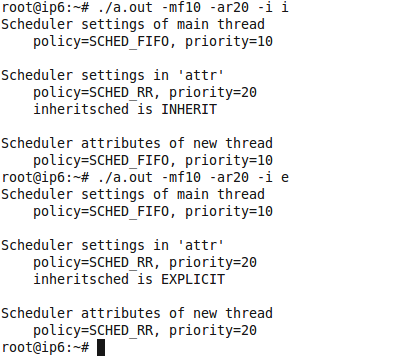 root@ip6:~# ./a.out -mf10 -ar20 -i i
Scheduler settings of main thread
    policy=SCHED_FIFO, priority=10

Scheduler settings in 'attr'
    policy=SCHED_RR, priority=20
    inheritsched is INHERIT

Scheduler attributes of new thread
    policy=SCHED_FIFO, priority=10
root@ip6:~# ./a.out -mf10 -ar20 -i e
Scheduler settings of main thread
    policy=SCHED_FIFO, priority=10

Scheduler settings in 'attr'
    policy=SCHED_RR, priority=20
    inheritsched is EXPLICIT

Scheduler attributes of new thread
    policy=SCHED_RR, priority=20
root@ip6:~#